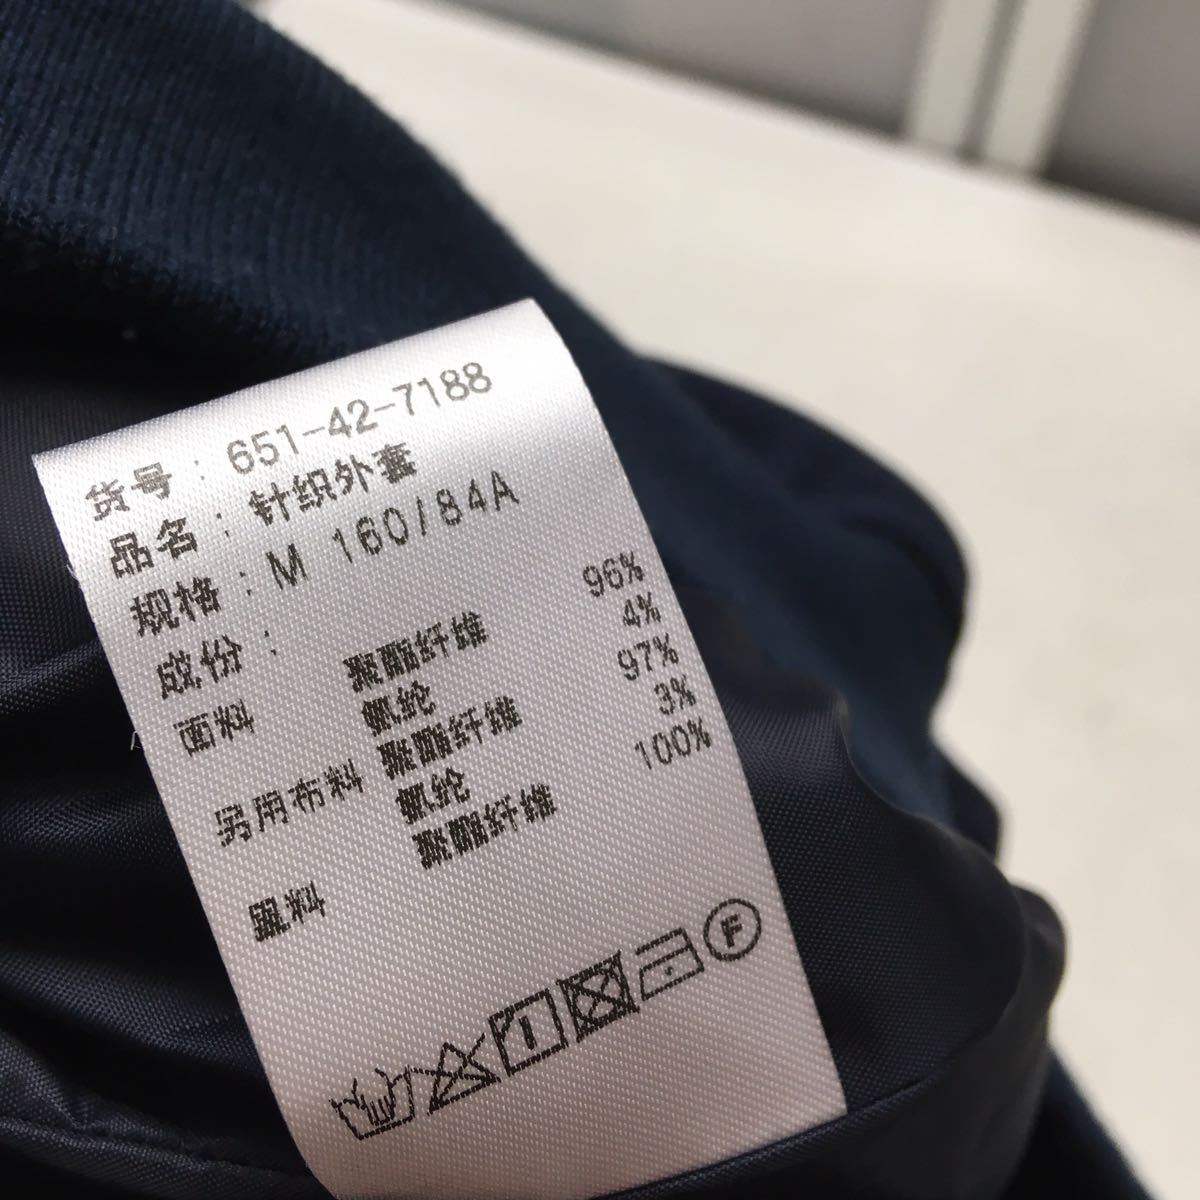 货号: 651-42-7188
品名: 针织外套
规格: M 160/84A
成份:
面料 聚酯纤维 96%
氨纶 4%
另用布料 聚酯纤维 97%
氨纶 3%
里料 聚酯纤维 100%
F